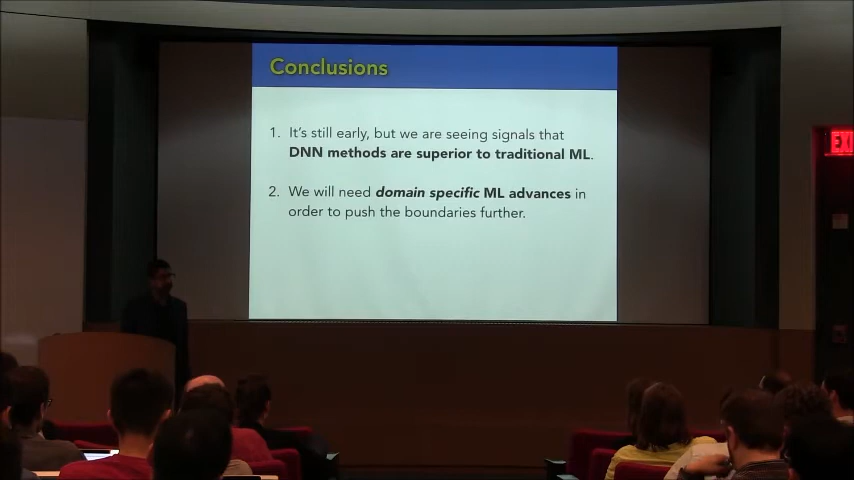 Conclusions
1. It's still early, but we are seeing signals that
DNN methods are superior to traditional ML.
2. We will need domain specific ML advances in
order to push the boundaries further.
EXI